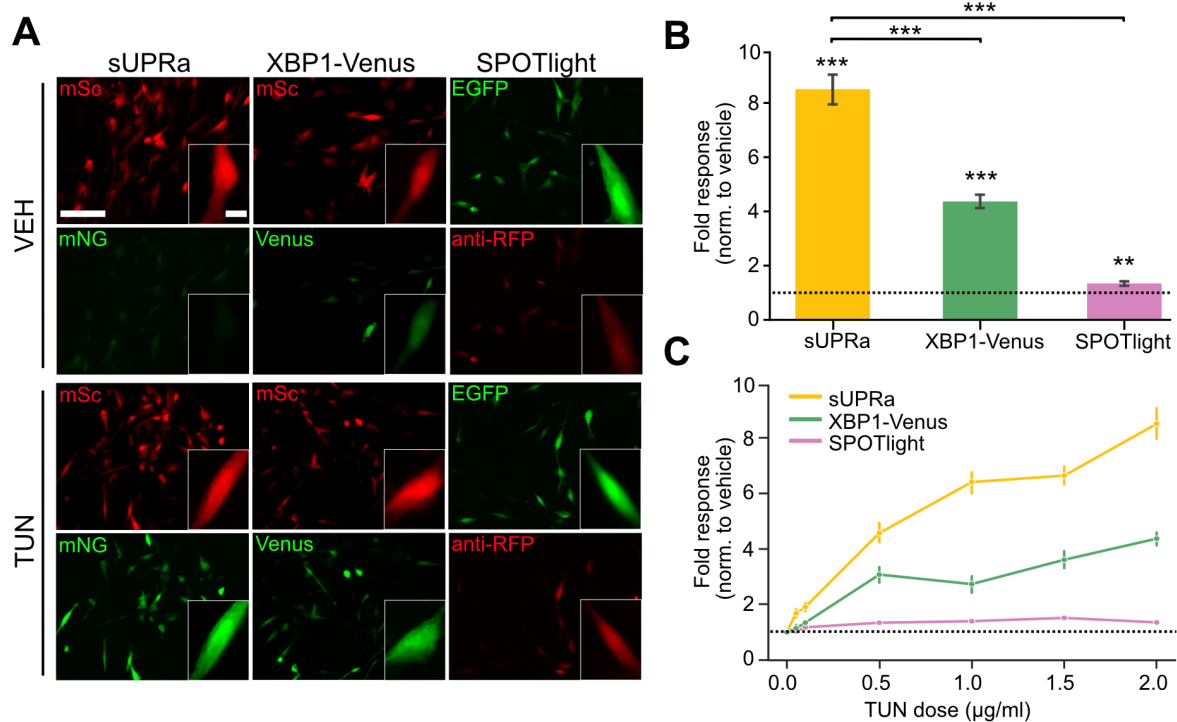 A
sUPRa XBP1-Venus SPOTlight
VEH
mSc mSc EGFP
mNG Venus anti-RFP
TUN
mSc mSc EGFP
mNG Venus anti-RFP
B
***
***
*** *** **
Fold response
(norm. to vehicle)
10
8
6
4
2
0
sUPRa XBP1-Venus SPOTlight
C
sUPRa
XBP1-Venus
SPOTlight
Fold response
(norm. to vehicle)
10
8
6
4
2
0
0.0 0.5 1.0 1.5 2.0
TUN dose (µg/ml)